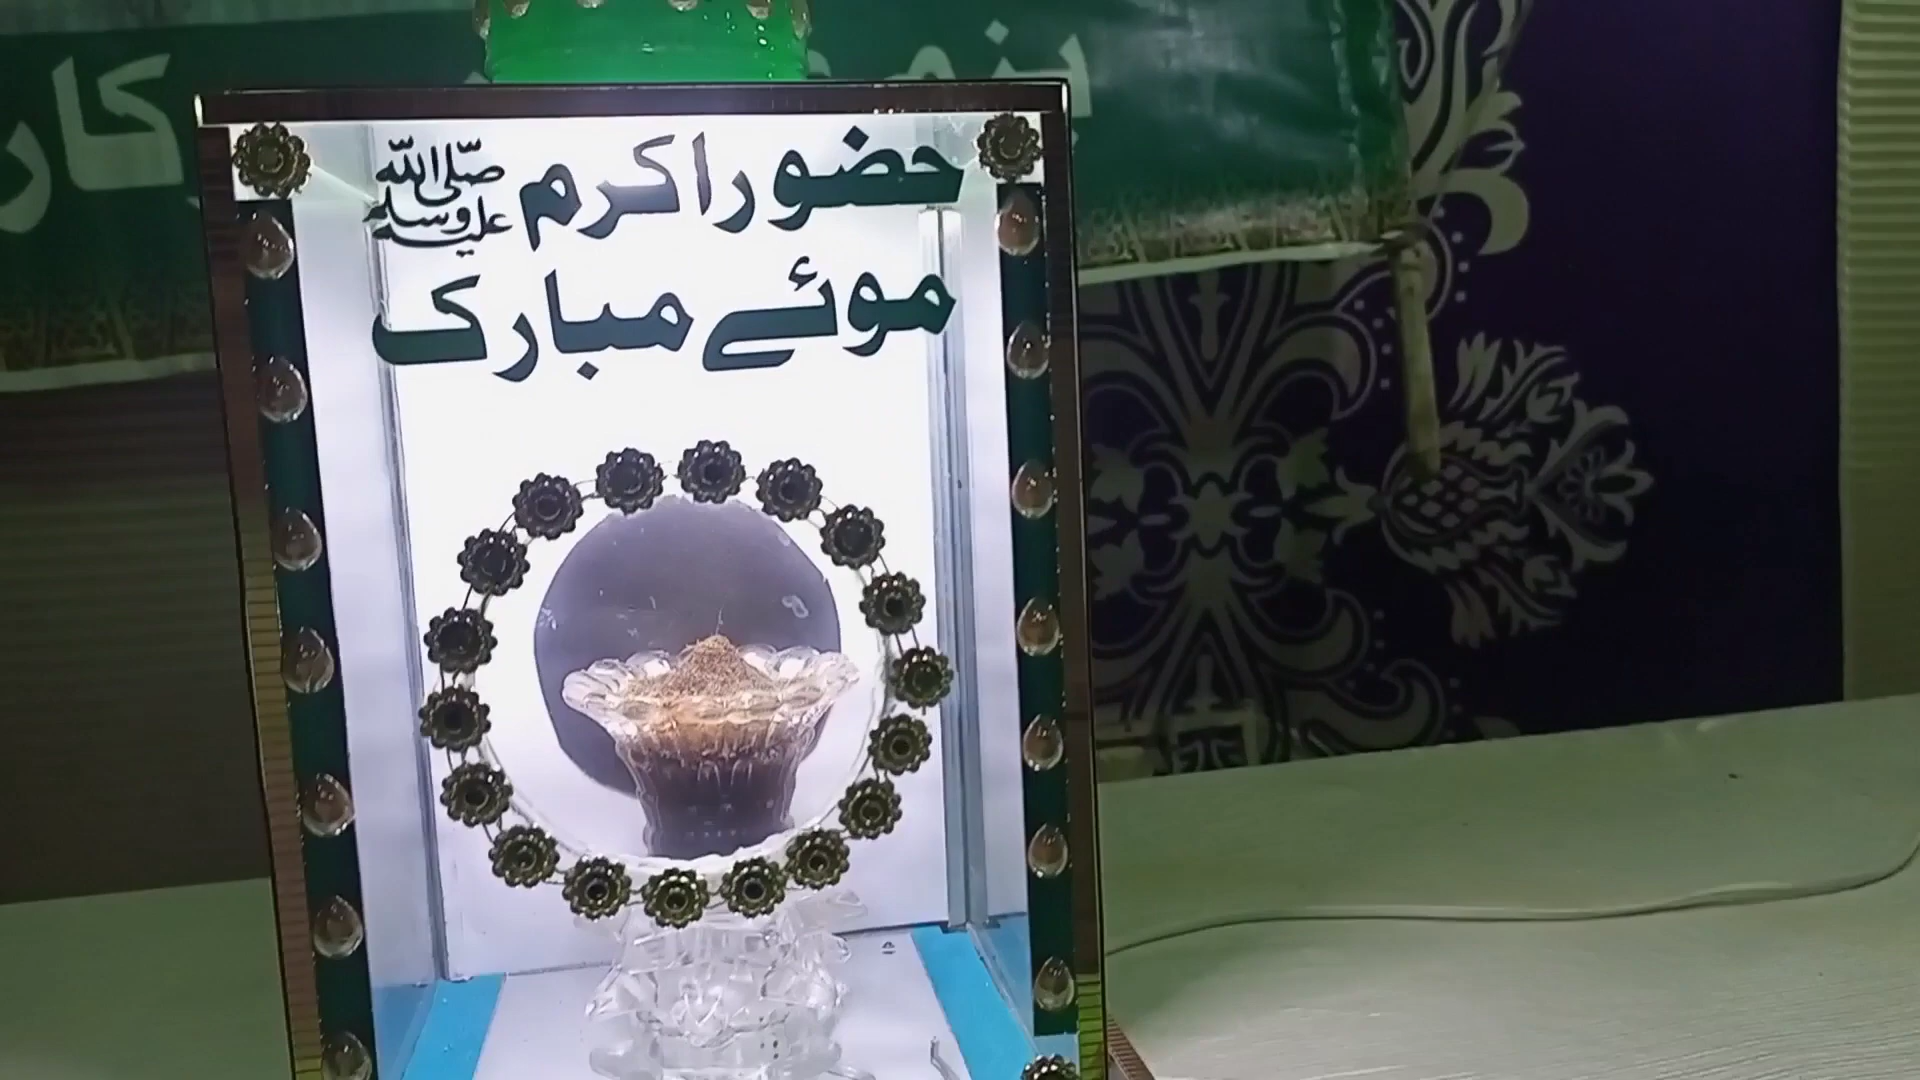 حضور اکرم صلی اللہ علیہ وسلم
موئے مبارک